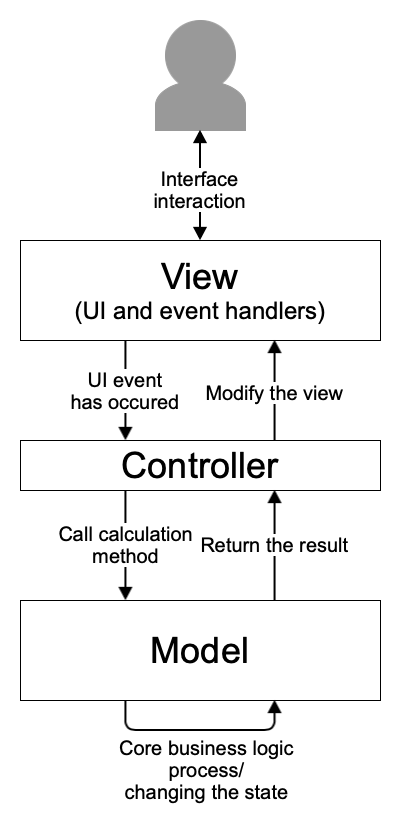 Interface
interaction
View
(UI and event handlers)
UI event
has occured
Modify the view
Controller
Call calculation
method
Return the result
Model
Core business logic
process/
changing the state